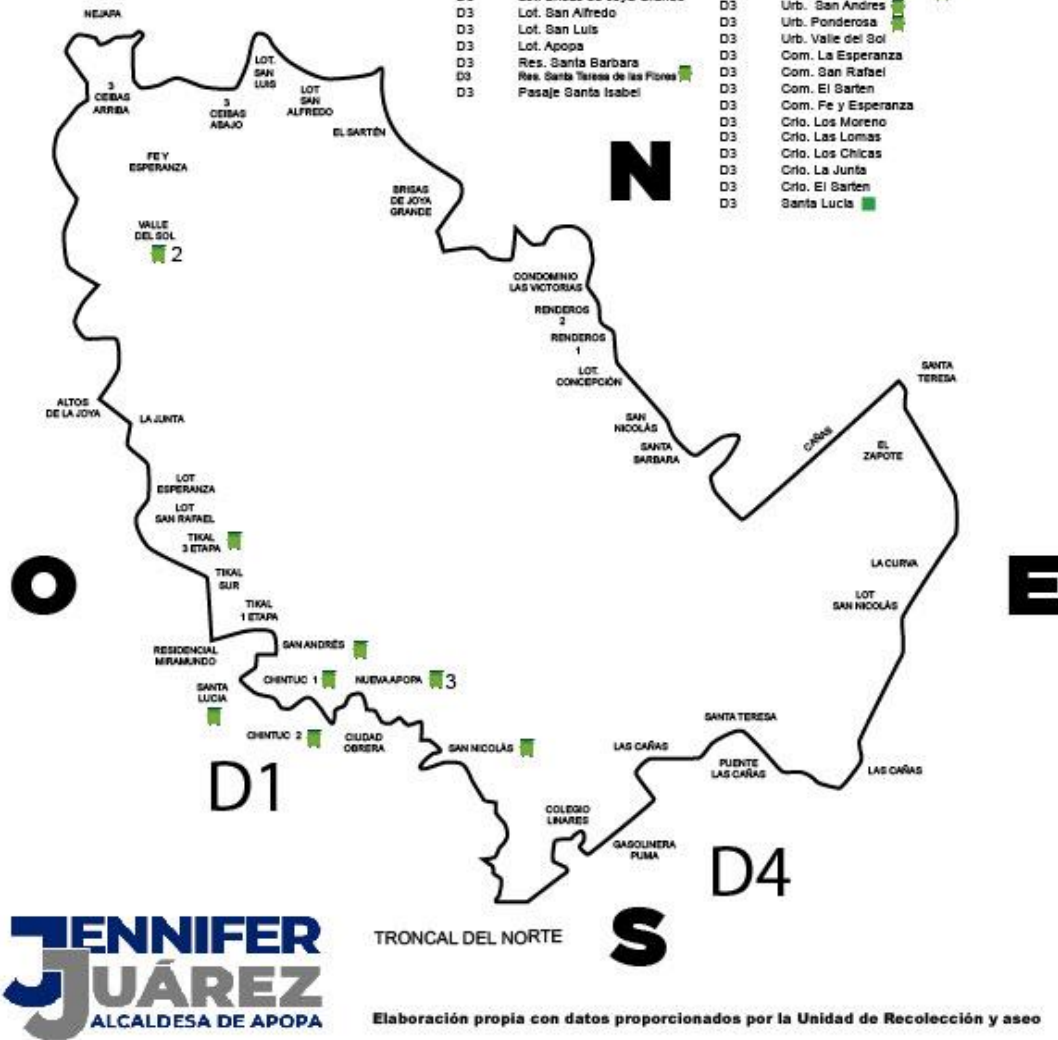 D3 Lot. San Alfredo
D3 Lot. San Luis
D3 Lot. Apopa
D3 Res. Santa Barbara
D3 Res. Santa Teresa de las Flores
D3 Pasaje Santa Isabel
D3 Urb. San Andres
D3 Urb. Ponderosa
D3 Urb. Valle del Sol
D3 Com. La Esperanza
D3 Com. San Rafael
D3 Com. El Sarten
D3 Com. Fe y Esperanza
D3 Crio. Los Moreno
D3 Crio. Las Lomas
D3 Crio. Los Chicas
D3 Crio. La Junta
D3 Crio. El Sarten
D3 Santa Lucia
NEJAPA
3
CEIBAS
ARRIBA
3
CEIBAS
ABAJO
LOT.
SAN
LUIS
LOT
SAN
ALFREDO
EL SARTÉN
FE Y
ESPERANZA
BRISAS
DE JOYA
GRANDE
N
VALLE
DEL SOL
2
CONDOMINIO
LAS VICTORIAS
RENDEROS
2
RENDEROS
1
LOT.
CONCEPCIÓN
SANTA
TERESA
ALTOS
DE LA JOYA
LA JUNTA
SAN
NICOLÁS
SANTA
BARBARA
CAÑAS
EL
ZAPOTE
LOT
ESPERANZA
LOT
SAN RAFAEL
TIKAL
3 ETAPA
TIKAL
SUR
TIKAL
1 ETAPA
O
E
LA CURVA
LOT
SAN NICOLÁS
RESIDENCIAL
MIRAMUNDO
SAN ANDRÉS
CHINTUC 1
NUEVA APOPA
3
SANTA
LUCIA
CHINTUC 2
CIUDAD
OBRERA
SAN NICOLÁS
LAS CAÑAS
SANTA TERESA
PUENTE
LAS CAÑAS
LAS CAÑAS
D1
COLEGIO
LINARES
GASOLINERA
PUMA
D4
JENNIFER
JUÁREZ
ALCALDESA DE APOPA
TRONCAL DEL NORTE
S
Elaboración propia con datos proporcionados por la Unidad de Recolección y aseo